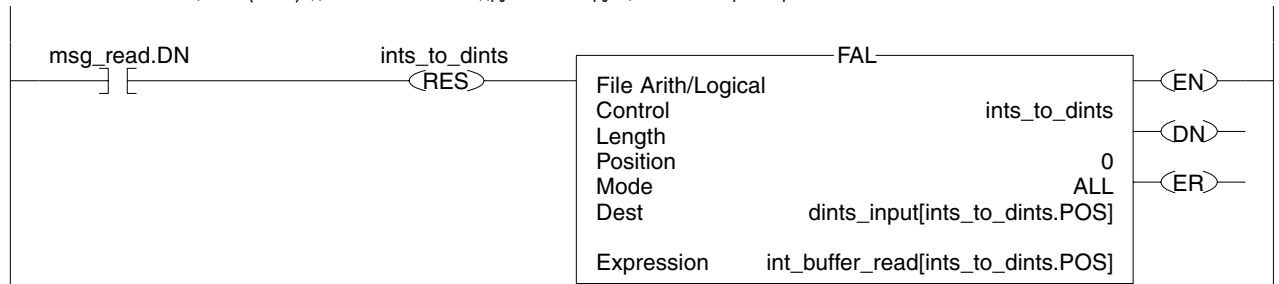 msg_read.DN
ints_to_dints
RES
FAL
File Arith/Logical
Control ints_to_dints
Length
Position 0
Mode ALL
Dest dints_input[ints_to_dints.POS]
Expression int_buffer_read[ints_to_dints.POS]
EN
DN
ER